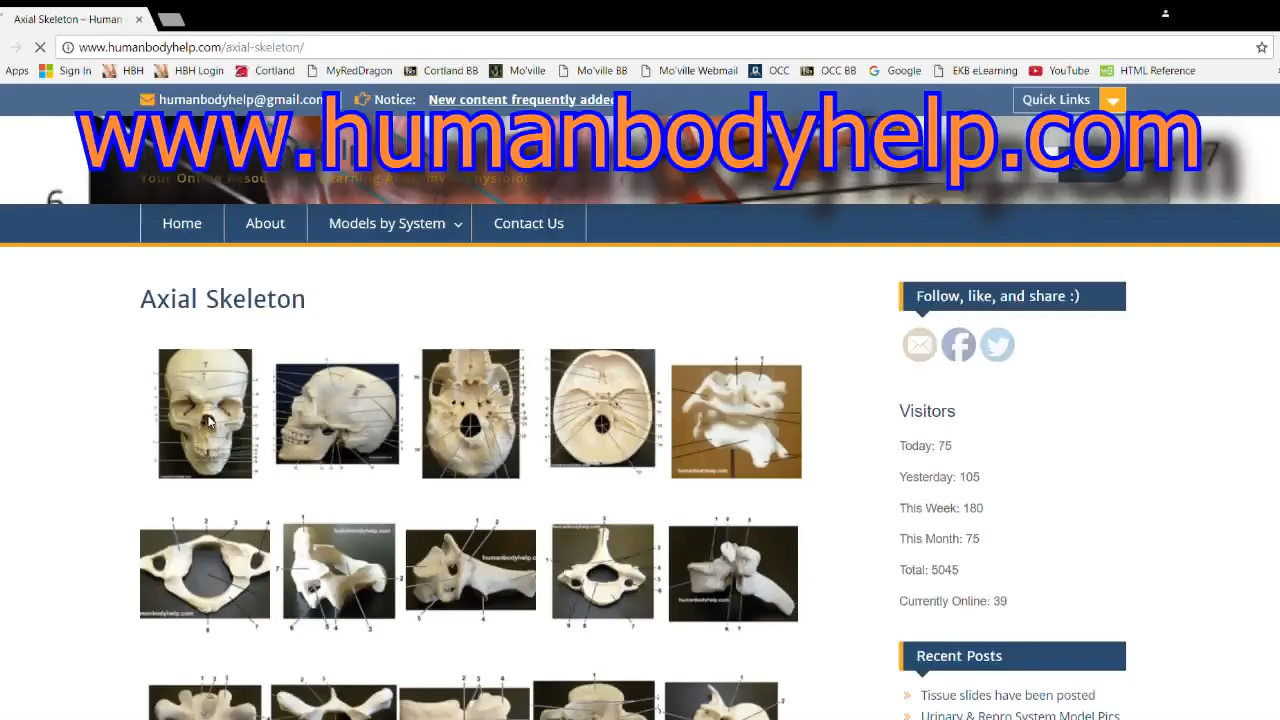 Axial Skeleton – Human
www.humanbodyhelp.com/axial-skeleton/
Apps Sign In HBH HBH Login Cortland MyRedDragon Cortland BB Mo'ville Mo'ville BB Mo'ville Webmail OCC OCC BB Google EKB eLearning YouTube HTML Reference
humanbodyhelp@gmail.com Notice: New content frequently added Quick Links
www.humanbodyhelp.com
Your Online
Home About Models by System Contact Us
Axial Skeleton
Follow, like, and share :)
Visitors
Today: 75
Yesterday: 105
This Week: 180
This Month: 75
Total: 5045
Currently Online: 39
Recent Posts
Tissue slides have been posted
Urinary & Repro System Model Pics